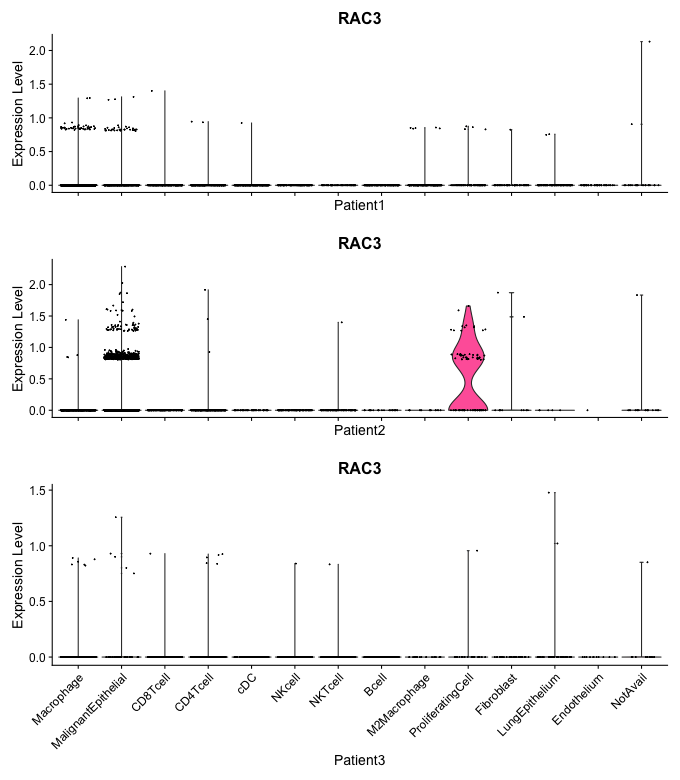 RAC3
2.0
1.5
1.0
0.5
0.0
Expression Level
Patient1
RAC3
2.0
1.5
1.0
0.5
0.0
Expression Level
Patient2
RAC3
1.5
1.0
0.5
0.0
Expression Level
Macrophage
MalignantEpithelial
CD8Tcell
CD4Tcell
cDC
NKcell
NKTcell
Bcell
M2Macrophage
ProliferatingCell
Fibroblast
LungEpithelium
Endothelium
NotAvail
Patient3